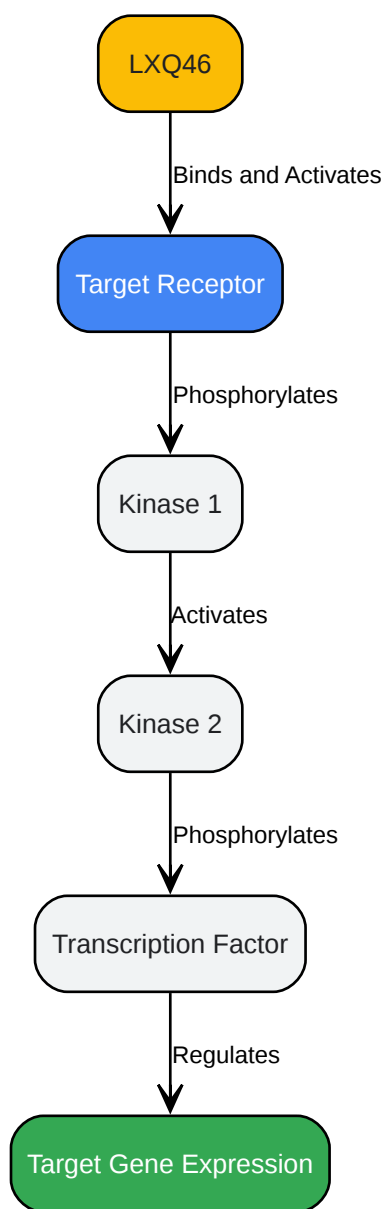 LXQ46
Binds and Activates
Target Receptor
Phosphorylates
Kinase 1
Activates
Kinase 2
Phosphorylates
Transcription Factor
Regulates
Target Gene Expression